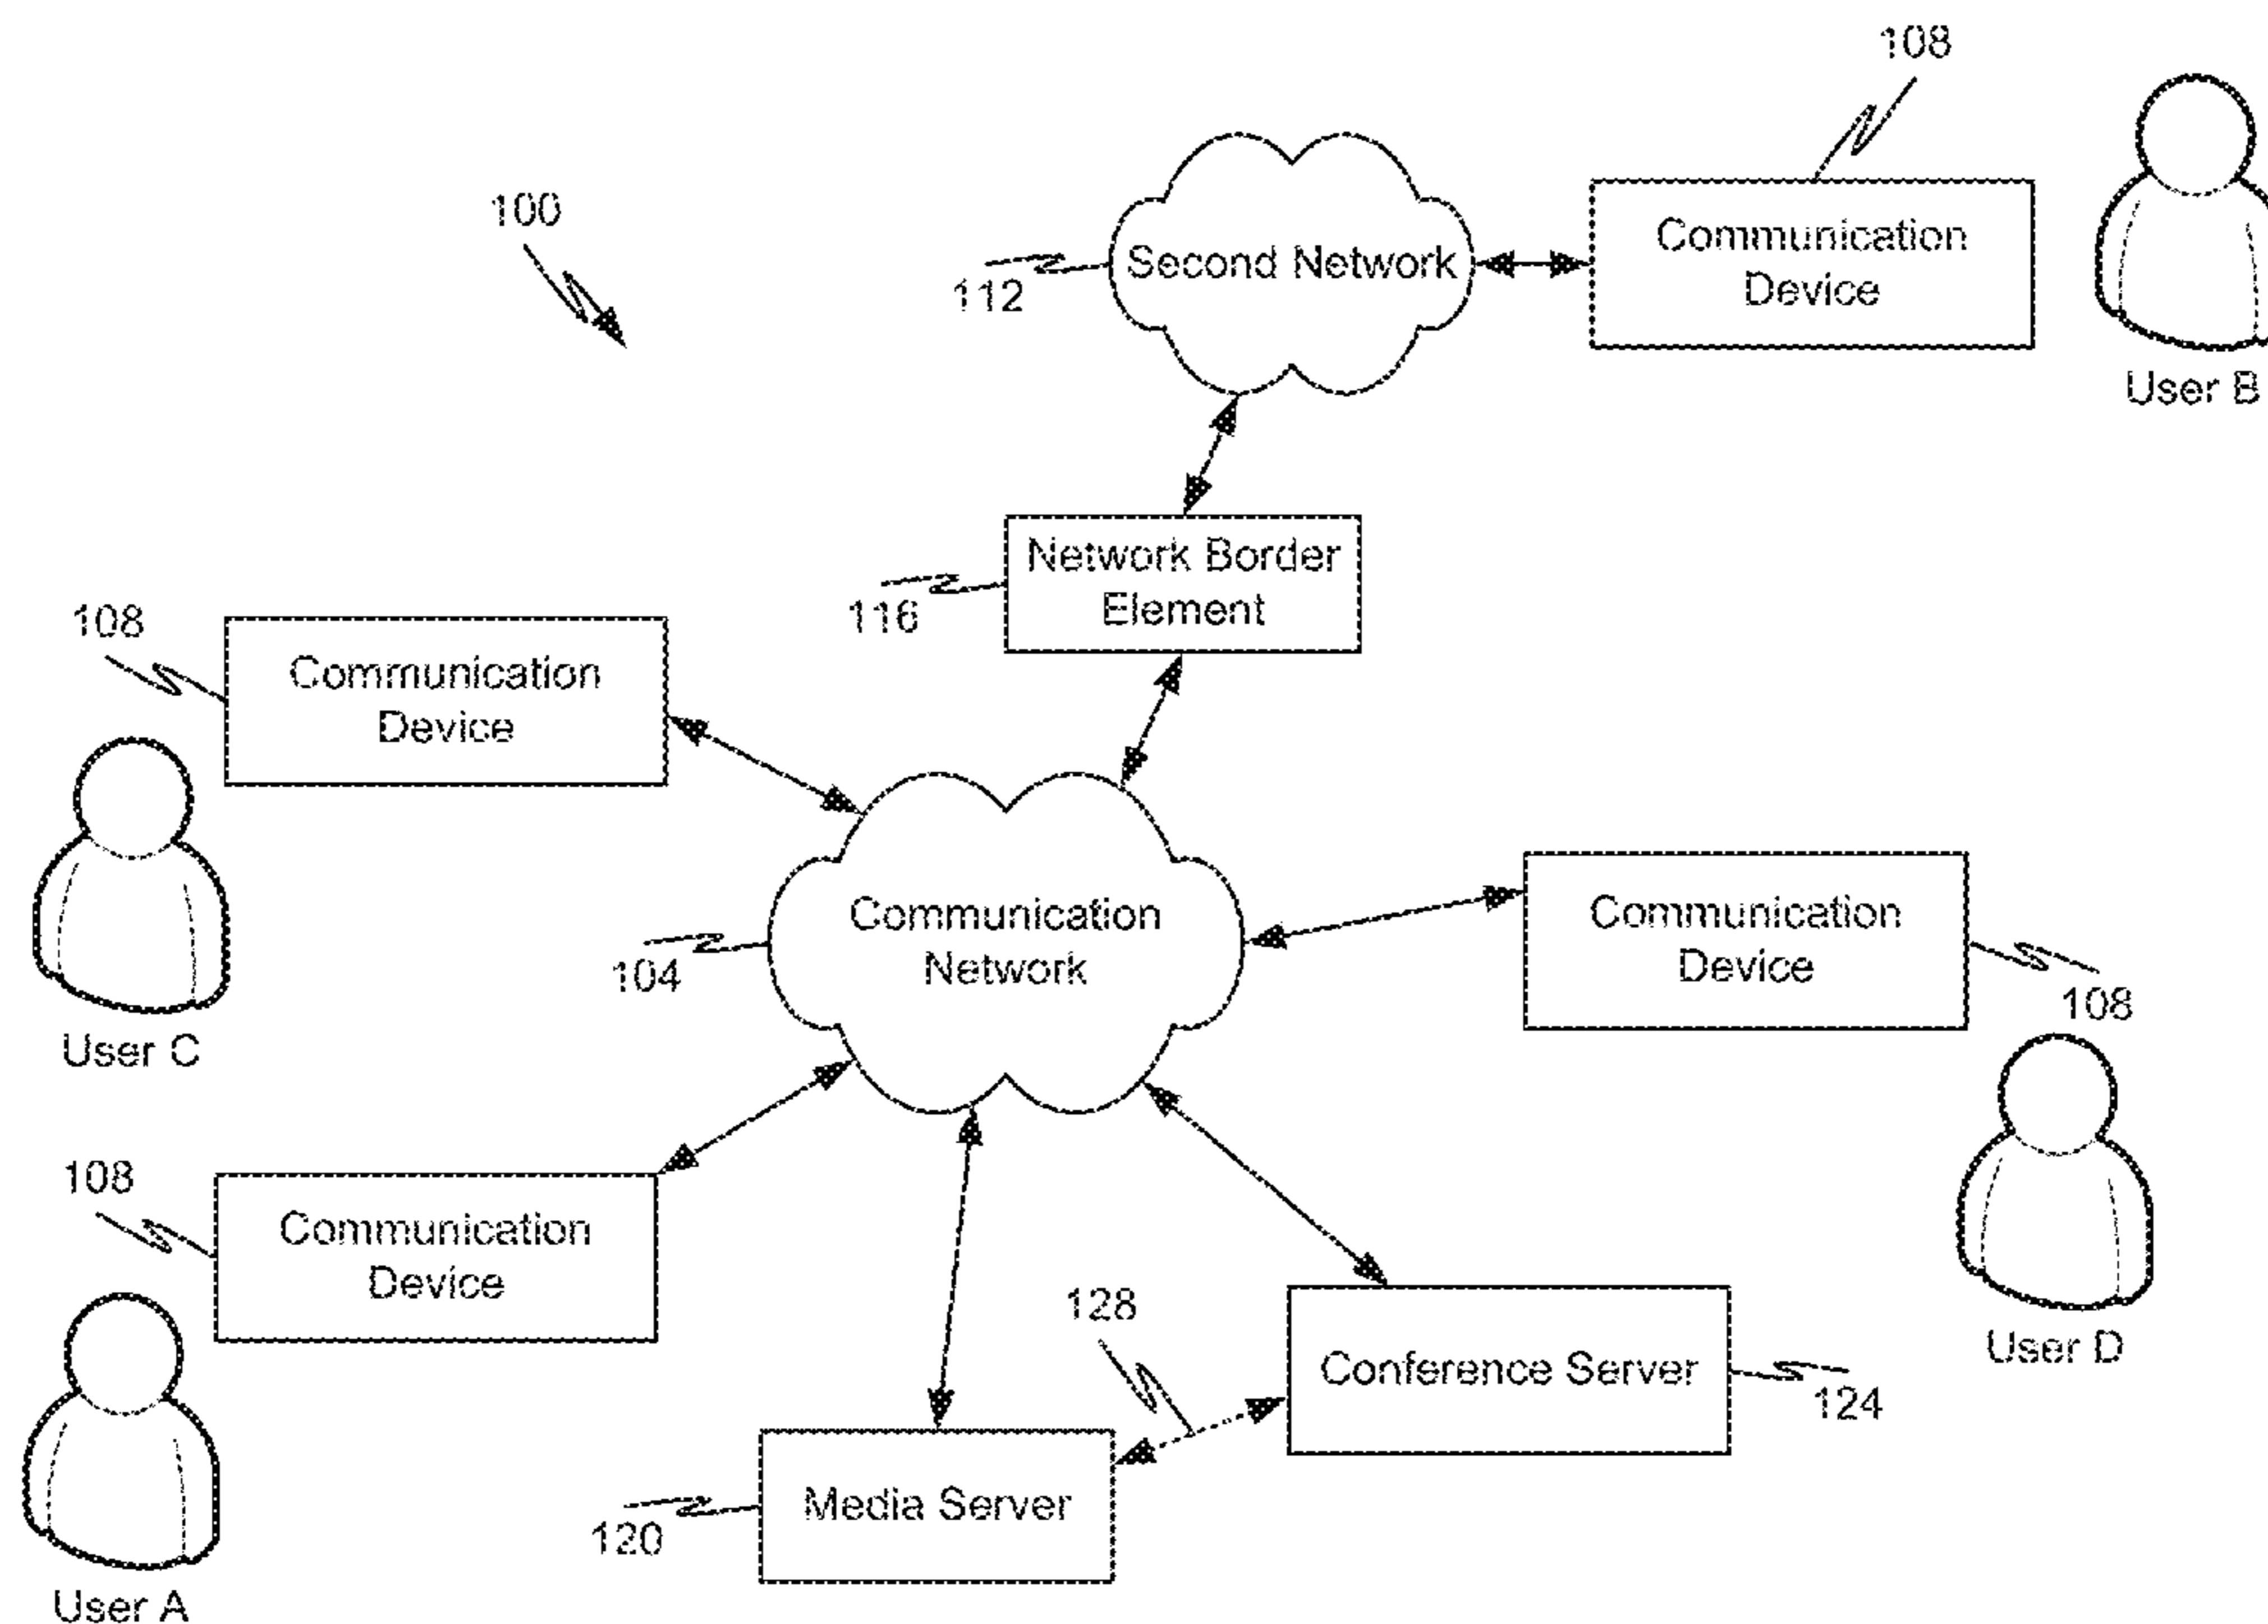 108
100
Second Network
112
Communication
Device
User B
Network Border
Element
116
108
Communication
Device
User C
Communication
Network
104
Communication
Device
108
User D
108
Communication
Device
User A
128
Conference Server
124
Media Server
120